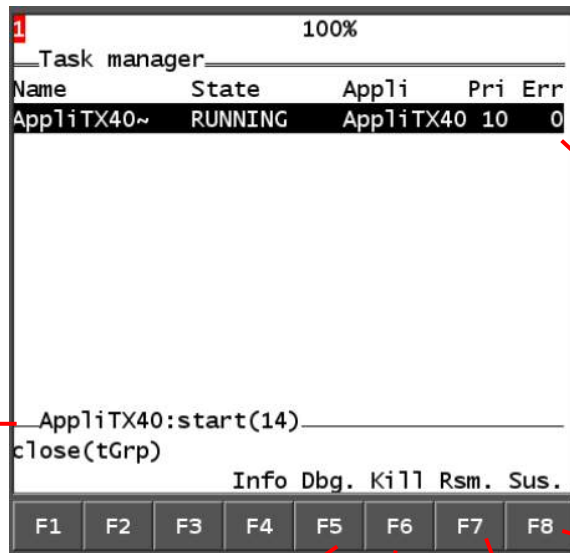 1 100%
Task manager
Name State Appli Pri Err
AppliTX40~ RUNNING AppliTX40 10 0
AppliTX40:start(14)
close(tGrp)
Info Dbg. Kill Rsm. Sus.
F1 F2 F3 F4 F5 F6 F7 F8